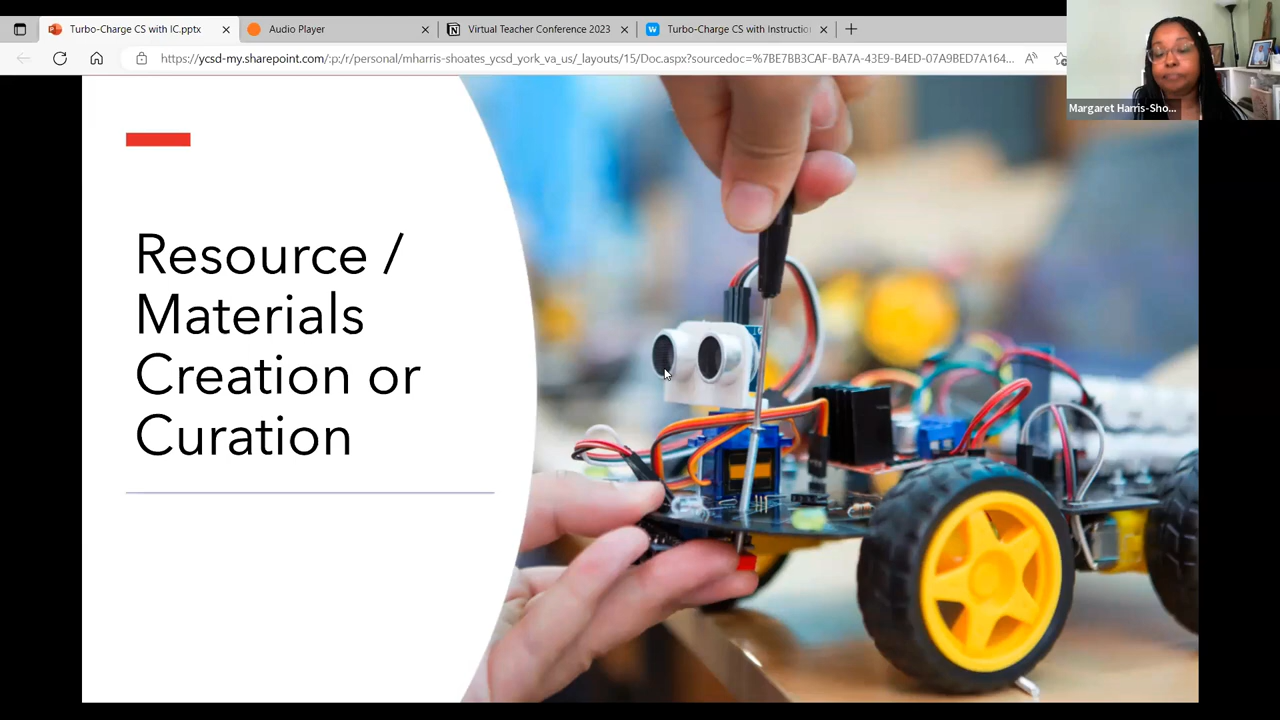 Turbo-Charge CS with IC.pptx
Audio Player
Virtual Teacher Conference 2023
Turbo-Charge CS with Instructio
https://ycsd-my.sharepoint.com/:p:/r/personal/mharris-shoates_ycsd_york_va_us/_layouts/15/Doc.aspx?sourcedoc=%7BE7BB3CAF-BA7A-43E9-B4ED-07A9BED7A164...
Margaret Harris-Sho...
Resource /
Materials
Creation or
Curation